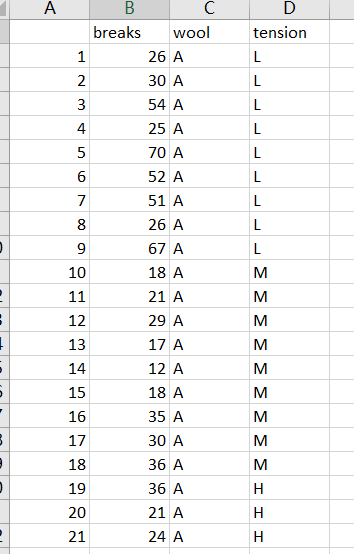 A B C D
breaks wool tension
1 26 A L
2 30 A L
3 54 A L
4 25 A L
5 70 A L
6 52 A L
7 51 A L
8 26 A L
9 67 A L
10 18 A M
11 21 A M
12 29 A M
13 17 A M
14 12 A M
15 18 A M
16 35 A M
17 30 A M
18 36 A M
19 36 A H
20 21 A H
21 24 A H